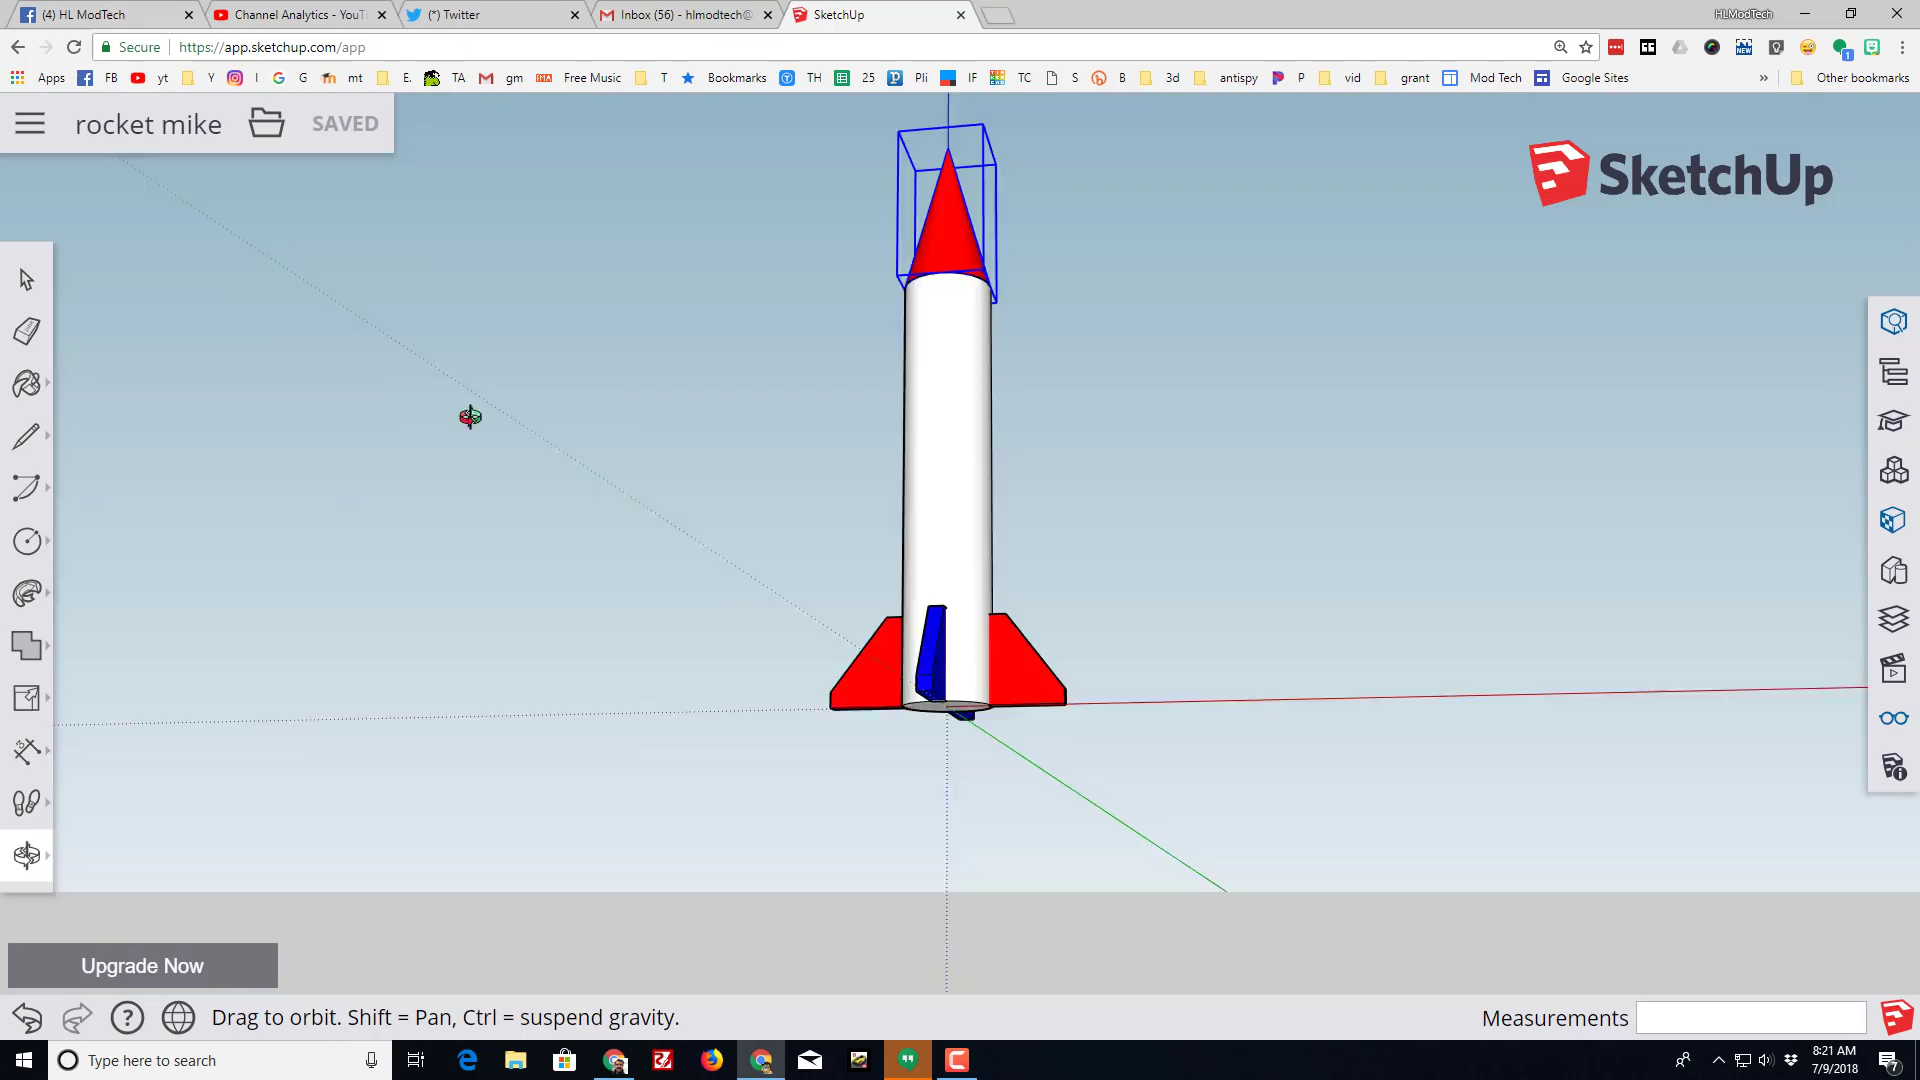 (4) HL ModTech
Channel Analytics - YouT
(*) Twitter
Inbox (56) - hlmodtech@
SketchUp
HLModTech
Secure
https://app.sketchup.com/app
Apps FB yt Y I G mt E. TA gm Free Music T Bookmarks TH 25 Pli IF TC S B 3d antispy P vid grant Mod Tech Google Sites » Other bookmarks
rocket mike SAVED
SketchUp
Upgrade Now
Drag to orbit. Shift = Pan, Ctrl = suspend gravity.
Measurements
Type here to search
8:21 AM
7/9/2018